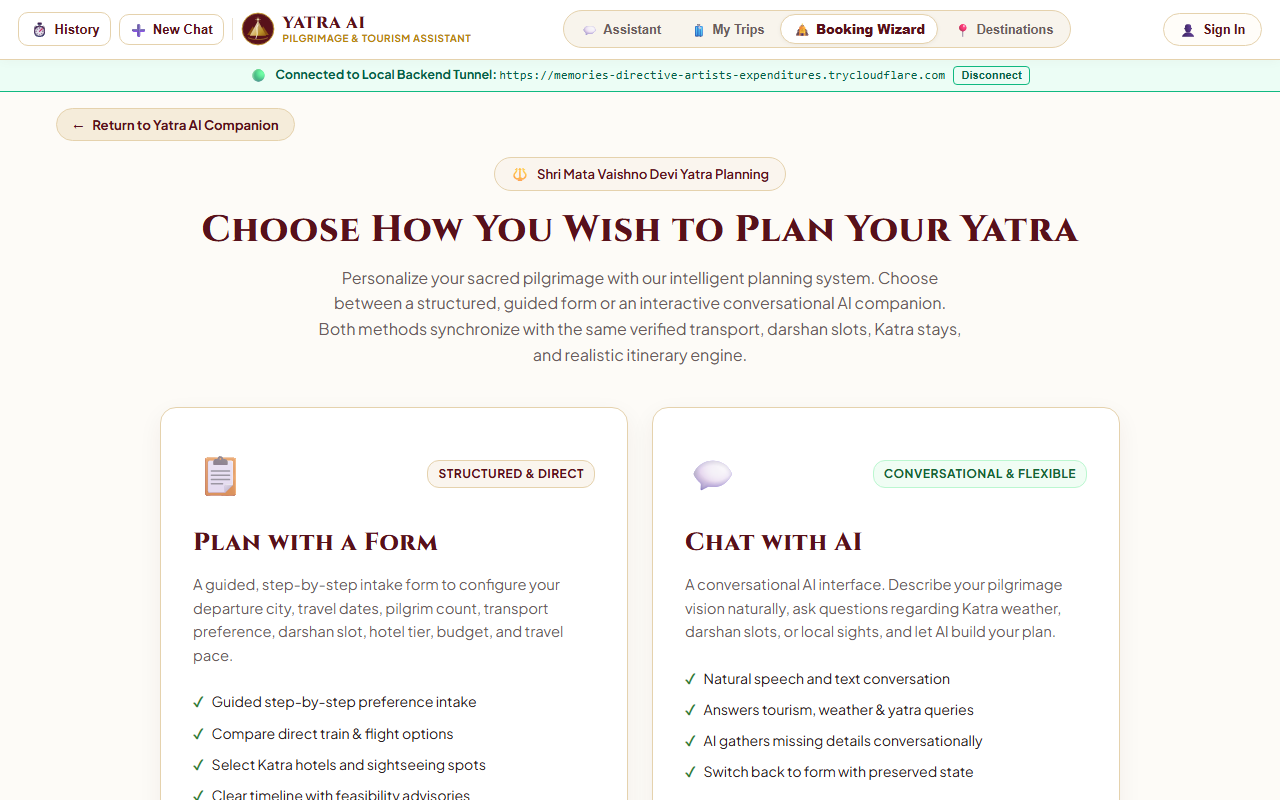 History
New Chat
YATRA AI
PILGRIMAGE & TOURISM ASSISTANT
Assistant
My Trips
Booking Wizard
Destinations
Sign In
Connected to Local Backend Tunnel: https://memories-directive-artists-expenditures.trycloudflare.com
Disconnect
← Return to Yatra AI Companion
Shri Mata Vaishno Devi Yatra Planning
Choose How You Wish to Plan Your Yatra
Personalize your sacred pilgrimage with our intelligent planning system. Choose
between a structured, guided form or an interactive conversational AI companion.
Both methods synchronize with the same verified transport, darshan slots, Katra stays,
and realistic itinerary engine.
STRUCTURED & DIRECT
Plan with a Form
A guided, step-by-step intake form to configure your
departure city, travel dates, pilgrim count, transport
preference, darshan slot, hotel tier, budget, and travel
pace.
✓ Guided step-by-step preference intake
✓ Compare direct train & flight options
✓ Select Katra hotels and sightseeing spots
✓ Clear timeline with feasibility advisories
CONVERSATIONAL & FLEXIBLE
Chat with AI
A conversational AI interface. Describe your pilgrimage
vision naturally, ask questions regarding Katra weather,
darshan slots, or local sights, and let AI build your plan.
✓ Natural speech and text conversation
✓ Answers tourism, weather & yatra queries
✓ AI gathers missing details conversationally
✓ Switch back to form with preserved state